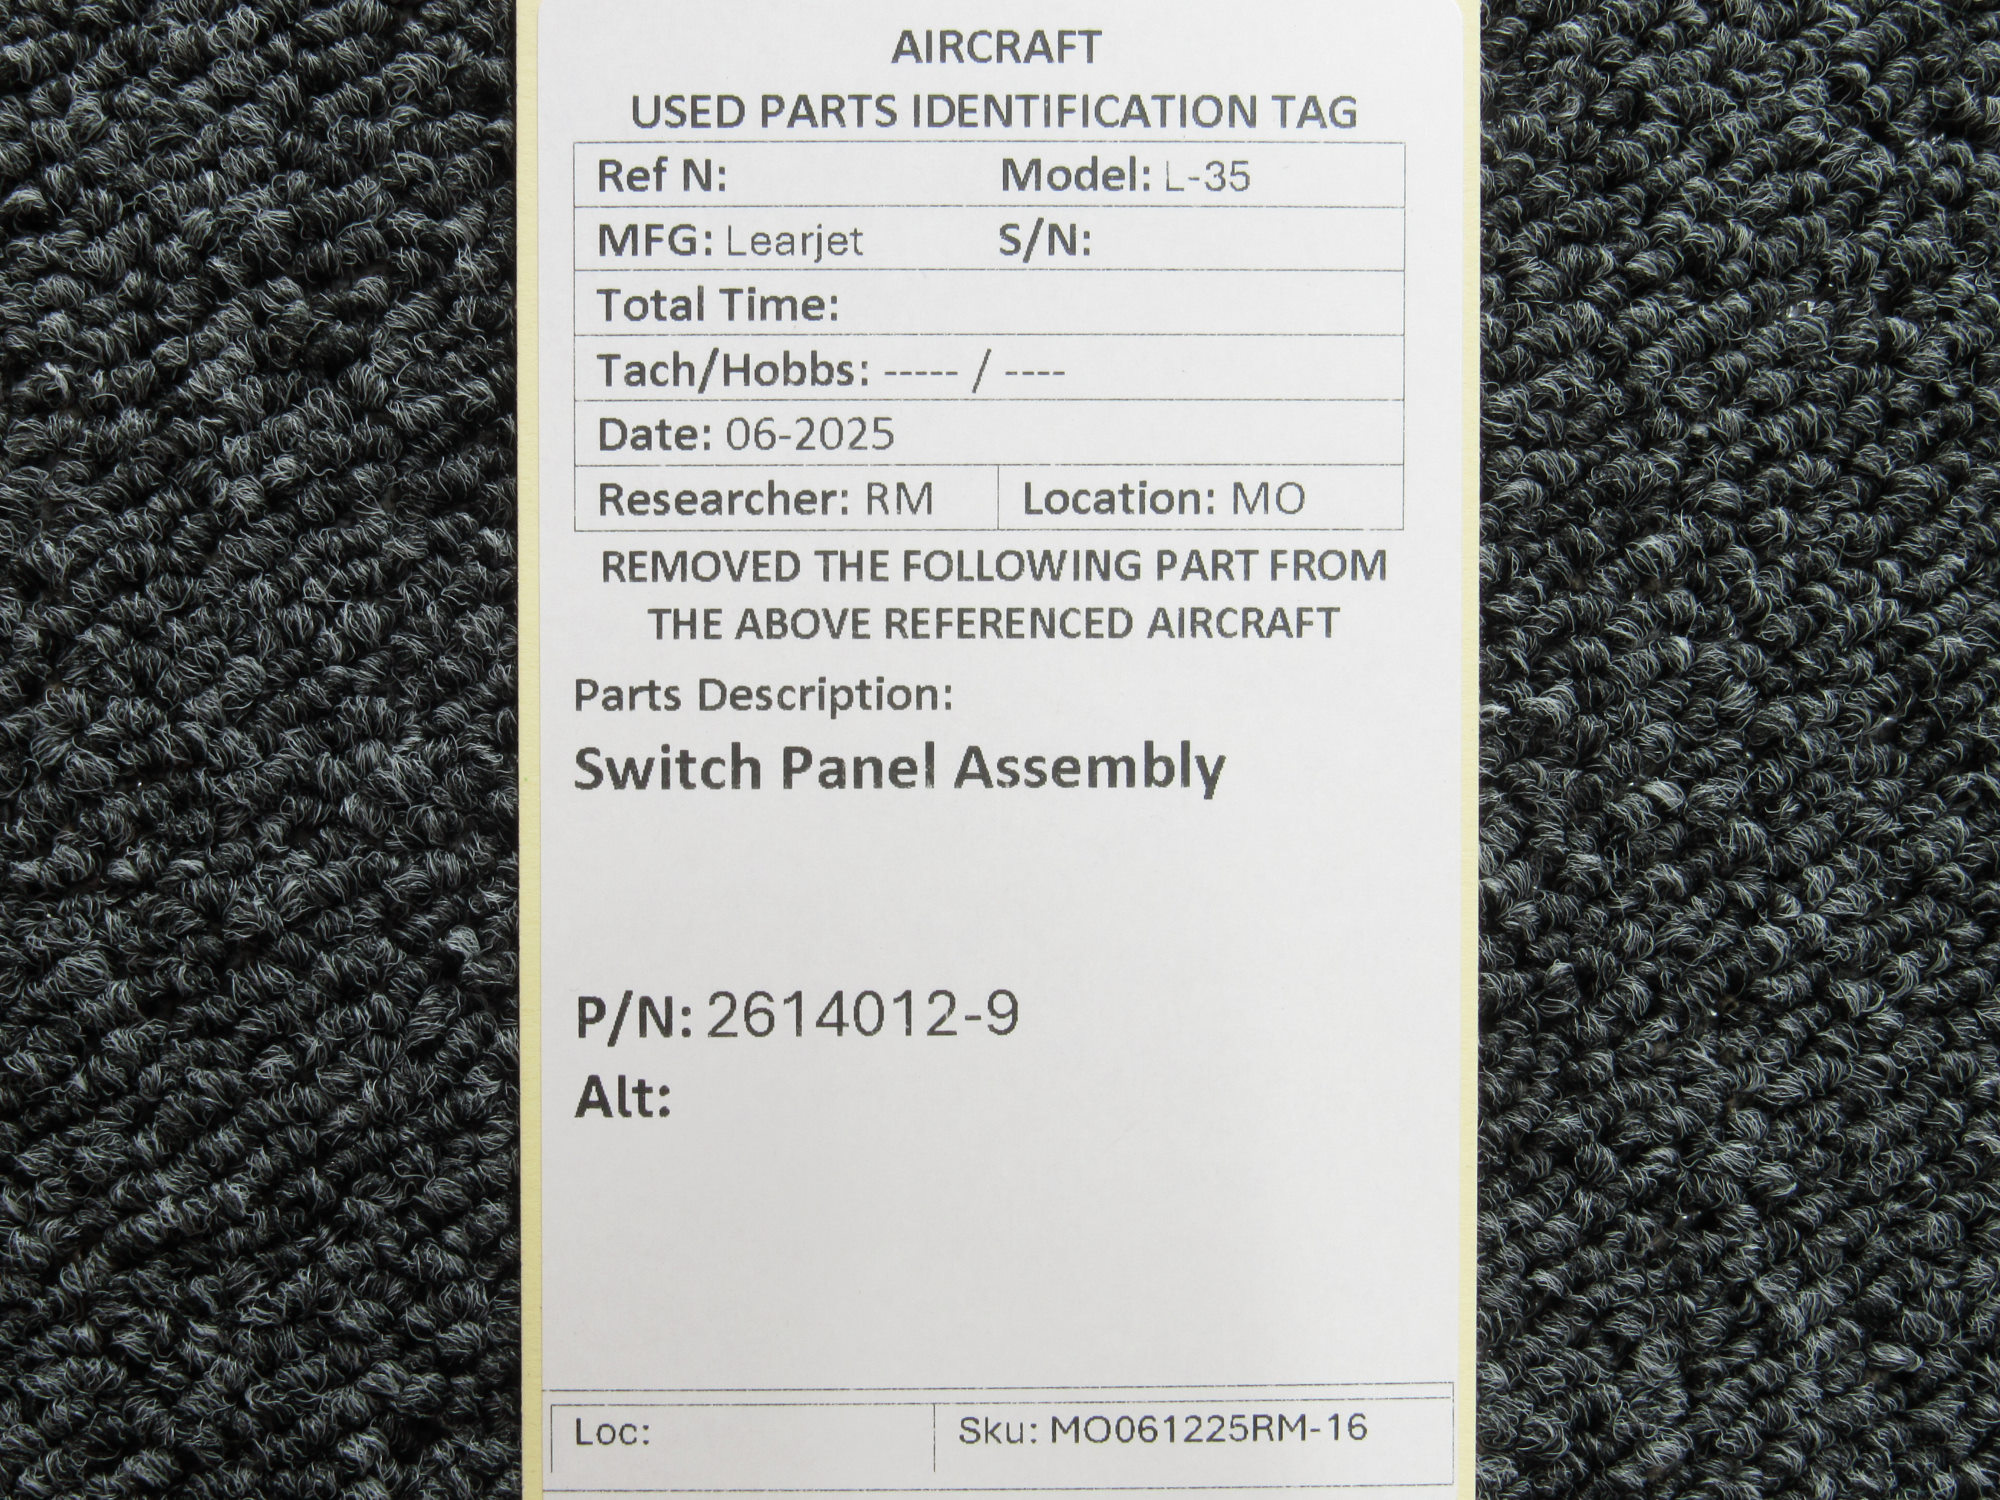 AIRCRAFT
USED PARTS IDENTIFICATION TAG
Ref N: Model: L-35
MFG: Learjet S/N:
Total Time:
Tach/Hobbs: ----- / ----
Date: 06-2025
Researcher: RM Location: MO
REMOVED THE FOLLOWING PART FROM
THE ABOVE REFERENCED AIRCRAFT
Parts Description:
Switch Panel Assembly
P/N: 2614012-9
Alt:
Loc: Sku: MO061225RM-16